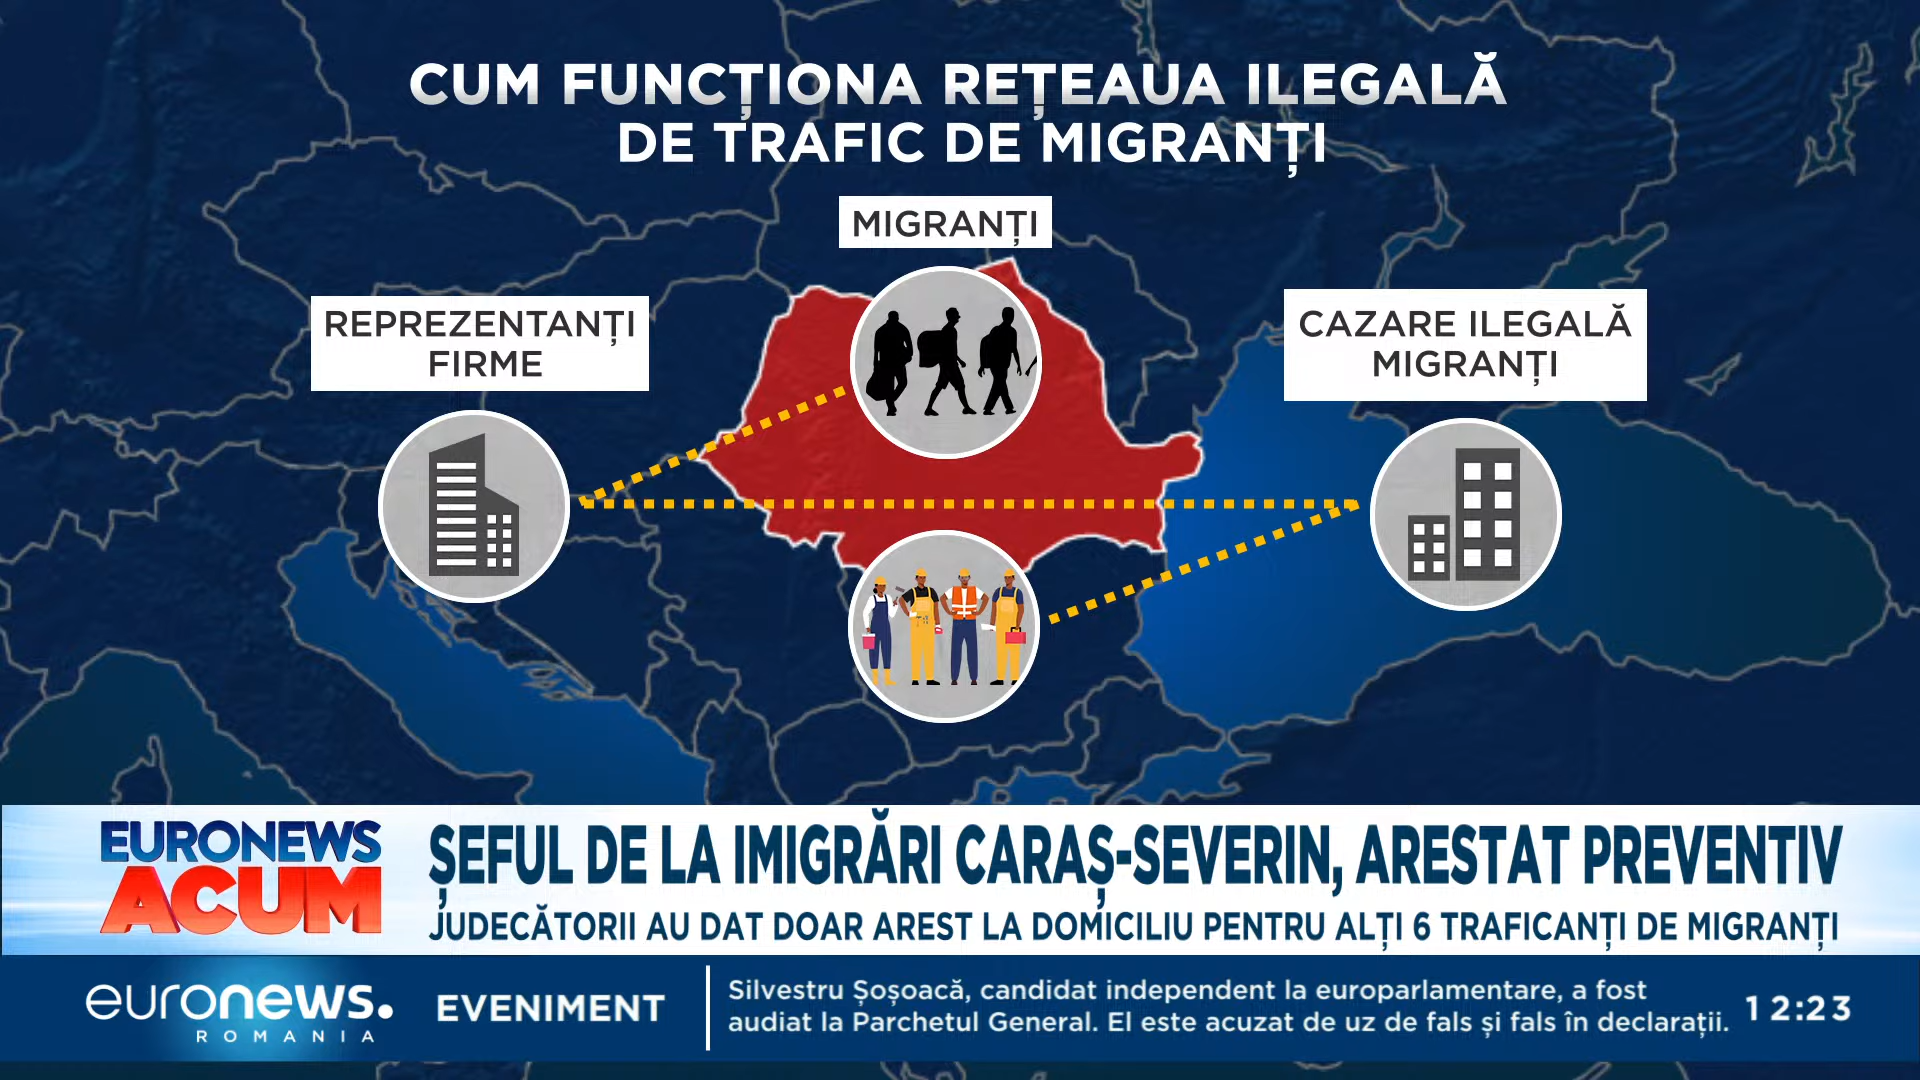 CUM FUNCȚIONA REȚEAUA ILEGALĂ
DE TRAFIC DE MIGRANȚI
MIGRANȚI
REPREZENTANȚI
FIRME
CAZARE ILEGALĂ
MIGRANȚI
EURONEWS
ACUM
ȘEFUL DE LA IMIGRĂRI CARAȘ-SEVERIN, ARESTAT PREVENTIV
JUDECĂTORII AU DAT DOAR AREST LA DOMICILIU PENTRU ALȚI 6 TRAFICANȚI DE MIGRANȚI
euronews.
ROMANIA
EVENIMENT
Silvestru Șoșoacă, candidat independent la europarlamentare, a fost
audiat la Parchetul General. El este acuzat de uz de fals și fals în declarații.
12:23